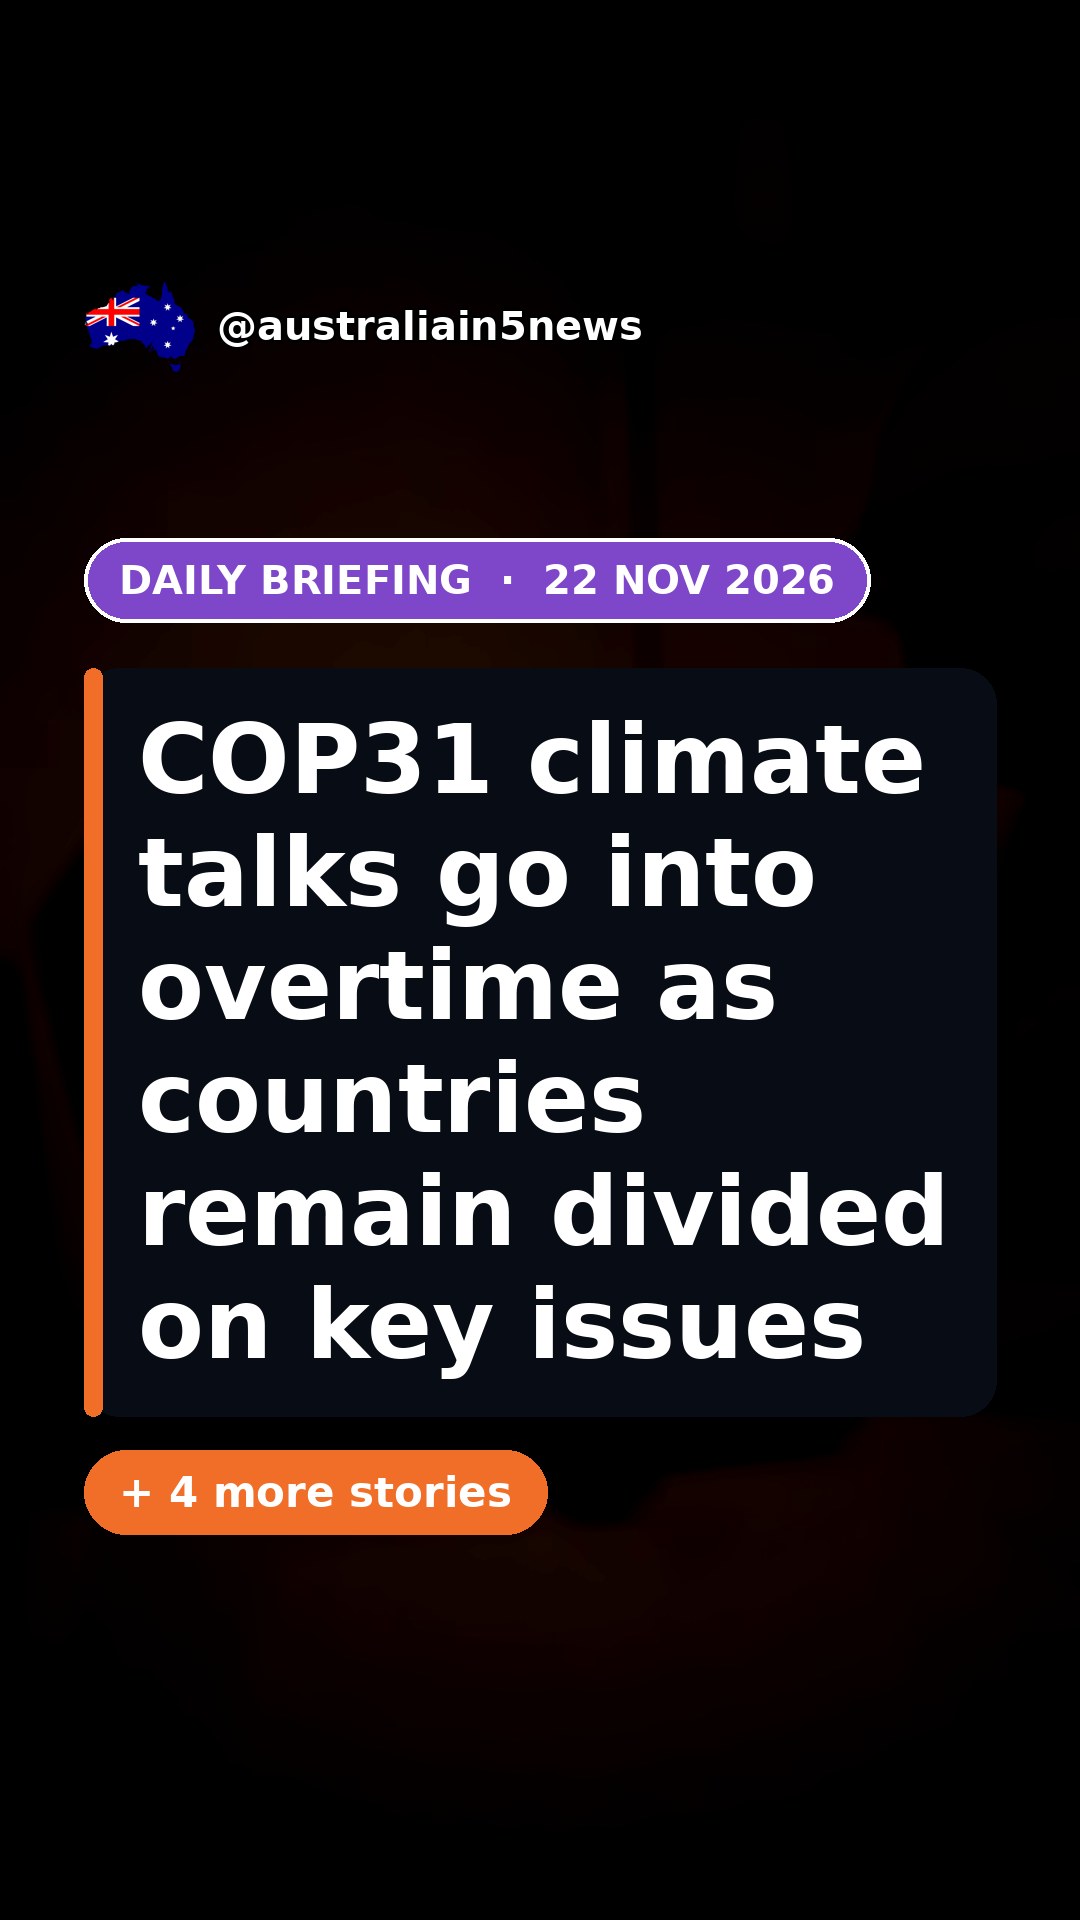 @australiain5news
DAILY BRIEFING · 22 NOV 2026
COP31 climate
talks go into
overtime as
countries
remain divided
on key issues
+ 4 more stories